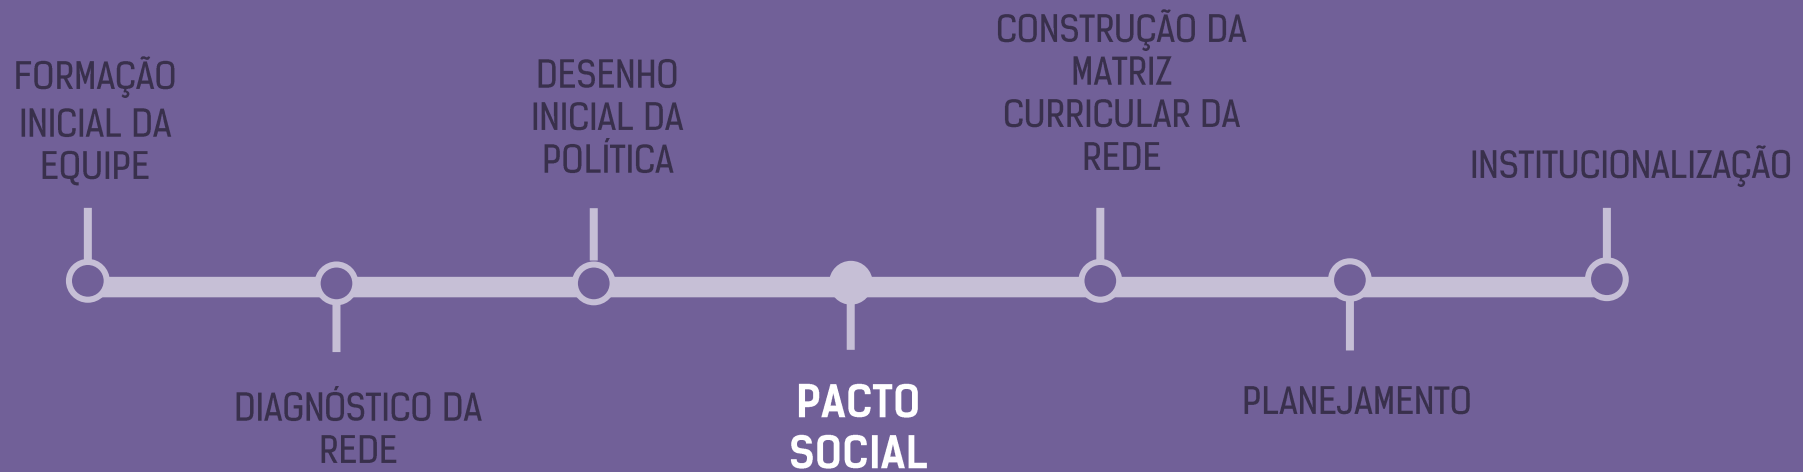 FORMAÇÃO
INICIAL DA
EQUIPE
DIAGNÓSTICO DA
REDE
DESENHO
INICIAL DA
POLÍTICA
PACTO
SOCIAL
CONSTRUÇÃO DA
MATRIZ
CURRICULAR DA
REDE
PLANEJAMENTO
INSTITUCIONALIZAÇÃO